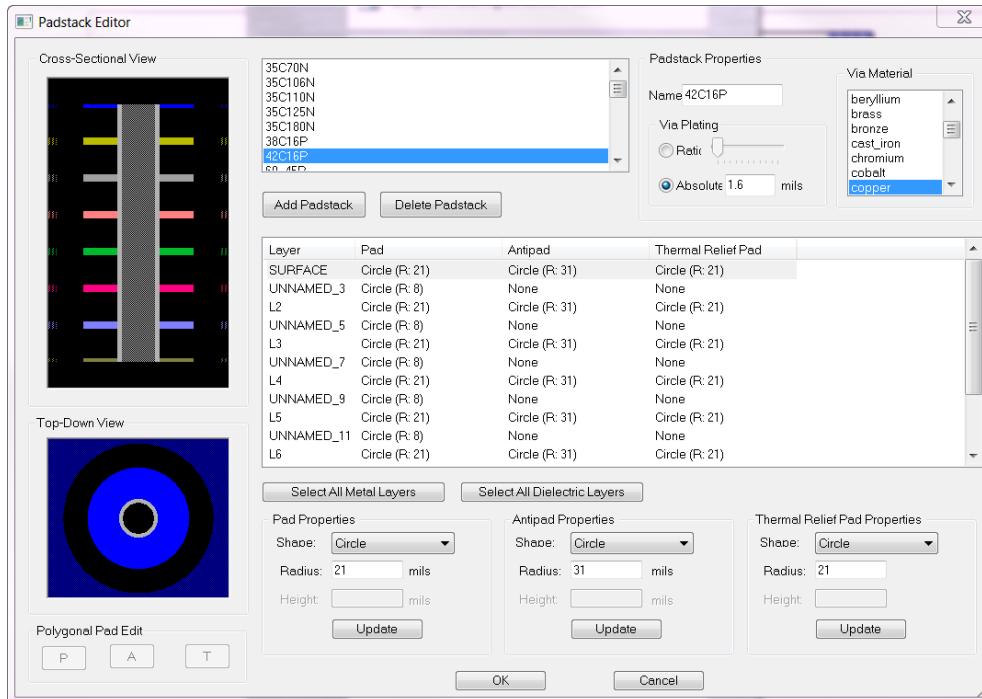 Padstack Editor
Cross-Sectional View
35C70N
35C106N
35C110N
35C125N
35C180N
38C16P
42C16P
Add Padstack Delete Padstack
Padstack Properties
Name 42C16P
Via Plating
Ratic
Absolute 1.6 mils
Via Material
beryllium
brass
bronze
cast_iron
chromium
cobalt
copper
Layer Pad Antipad Thermal Relief Pad
SURFACE Circle (R: 21) Circle (R: 31) Circle (R: 21)
UNNAMED_3 Circle (R: 8) None None
L2 Circle (R: 21) Circle (R: 31) Circle (R: 21)
UNNAMED_5 Circle (R: 8) None None
L3 Circle (R: 21) Circle (R: 31) Circle (R: 21)
UNNAMED_7 Circle (R: 8) None None
L4 Circle (R: 21) Circle (R: 31) Circle (R: 21)
UNNAMED_9 Circle (R: 8) None None
L5 Circle (R: 21) Circle (R: 31) Circle (R: 21)
UNNAMED_11 Circle (R: 8) None None
L6 Circle (R: 21) Circle (R: 31) Circle (R: 21)
Top-Down View
Select All Metal Layers Select All Dielectric Layers
Pad Properties
Shape: Circle
Radius: 21 mils
Height: mils
Update
Antipad Properties
Shape: Circle
Radius: 31 mils
Height: mils
Update
Thermal Relief Pad Properties
Shape: Circle
Radius: 21
Height:
Update
Polygonal Pad Edit
P A T
OK Cancel